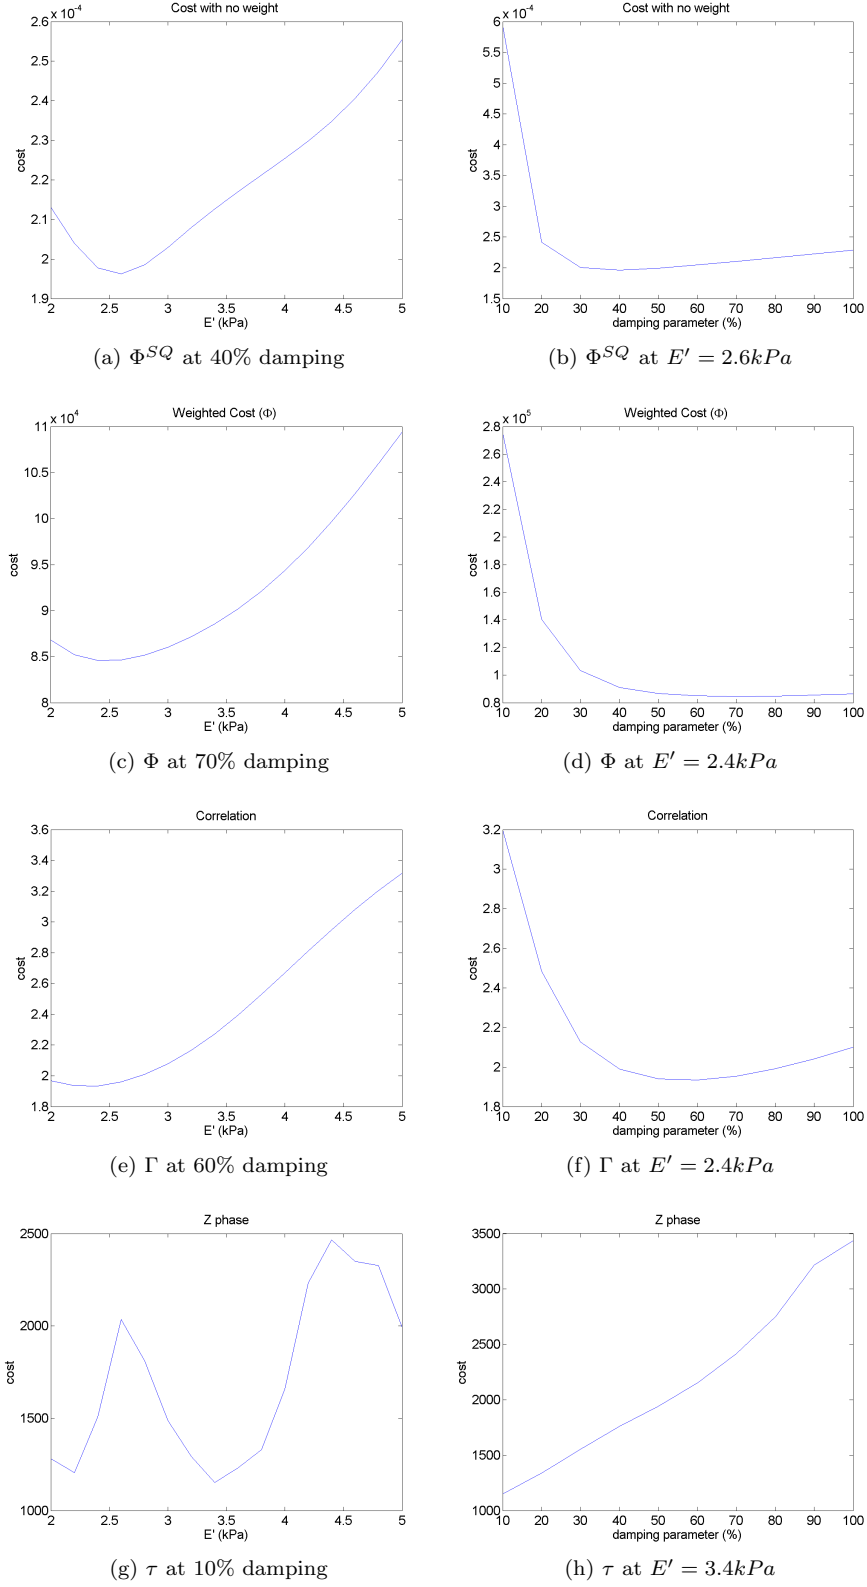 Cost with no weight
x 10-4
2.6
2.6
2.5
2.4
2.3
2.2
2.1
2
1.9
cost
2 2.5 3 3.5 4 4.5 5
E' (kPa)
(a) Φ^SQ at 40% damping
Cost with no weight
x 10-4
6
5.5
5
4.5
4
3.5
3
2.5
2
1.5
cost
10 20 30 40 50 60 70 80 90 100
damping parameter (%)
(b) Φ^SQ at E′ = 2.6kPa
Weighted Cost (Φ)
x 10^4
11
10.5
10
9.5
9
8.5
8
cost
2 2.5 3 3.5 4 4.5 5
E' (kPa)
(c) Φ at 70% damping
Weighted Cost (Φ)
x 10^5
2.8
2.6
2.4
2.2
2
1.8
1.6
1.4
1.2
1
0.8
cost
10 20 30 40 50 60 70 80 90 100
damping parameter (%)
(d) Φ at E′ = 2.4kPa
Correlation
3.6
3.4
3.2
3
2.8
2.6
2.4
2.2
2
1.8
cost
2 2.5 3 3.5 4 4.5 5
E' (kPa)
(e) Γ at 60% damping
Correlation
3.2
3
2.8
2.6
2.4
2.2
2
1.8
cost
10 20 30 40 50 60 70 80 90 100
damping parameter (%)
(f) Γ at E′ = 2.4kPa
Z phase
2500
2000
1500
1000
cost
2 2.5 3 3.5 4 4.5 5
E' (kPa)
(g) τ at 10% damping
Z phase
3500
3000
2500
2000
1500
1000
cost
10 20 30 40 50 60 70 80 90 100
damping parameter (%)
(h) τ at E′ = 3.4kPa